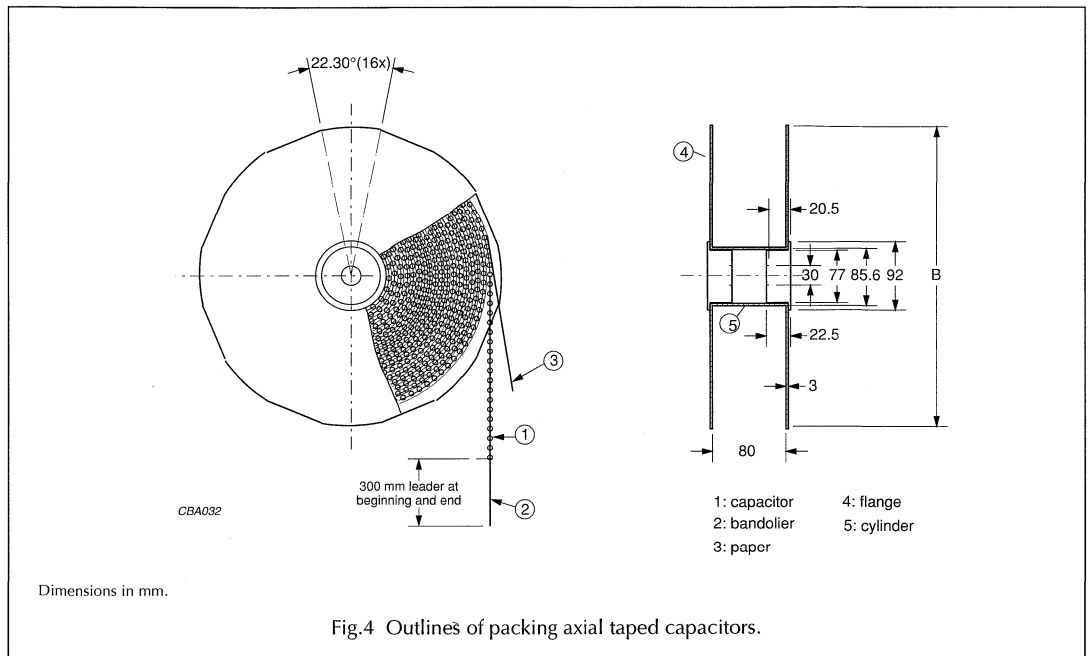 22.30°(16x)
4
20.5
30 77 85.6 92 B
5
22.5
3
3
1
80
300 mm leader at
beginning and end
2
CBA032
1: capacitor 4: flange
2: bandolier 5: cylinder
3: paper
Dimensions in mm.
Fig.4 Outlines of packing axial taped capacitors.